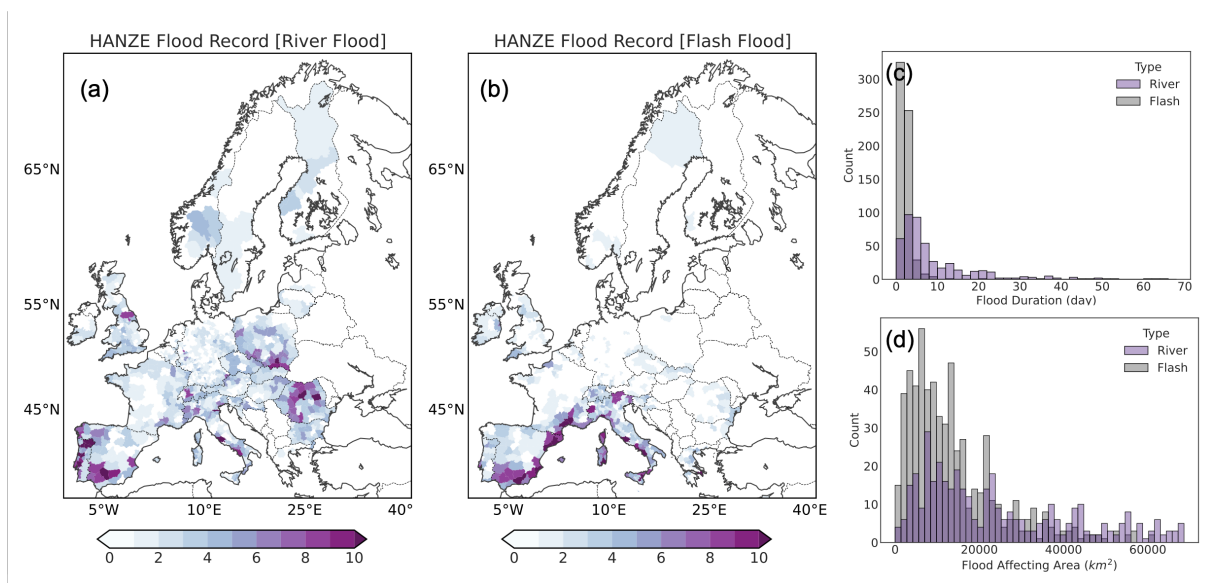 HANZE Flood Record [River Flood]
(a)
65°N
55°N
45°N
5°W 10°E 25°E 40°
0 2 4 6 8 10
HANZE Flood Record [Flash Flood]
(b)
65°N
55°N
45°N
5°W 10°E 25°E 40°
0 2 4 6 8 10
(c)
Type
River
Flash
Count
300
250
200
150
100
50
0
0 10 20 30 40 50 60 70
Flood Duration (day)
(d)
Type
River
Flash
Count
50
40
30
20
10
0
0 20000 40000 60000
Flood Affecting Area (km²)